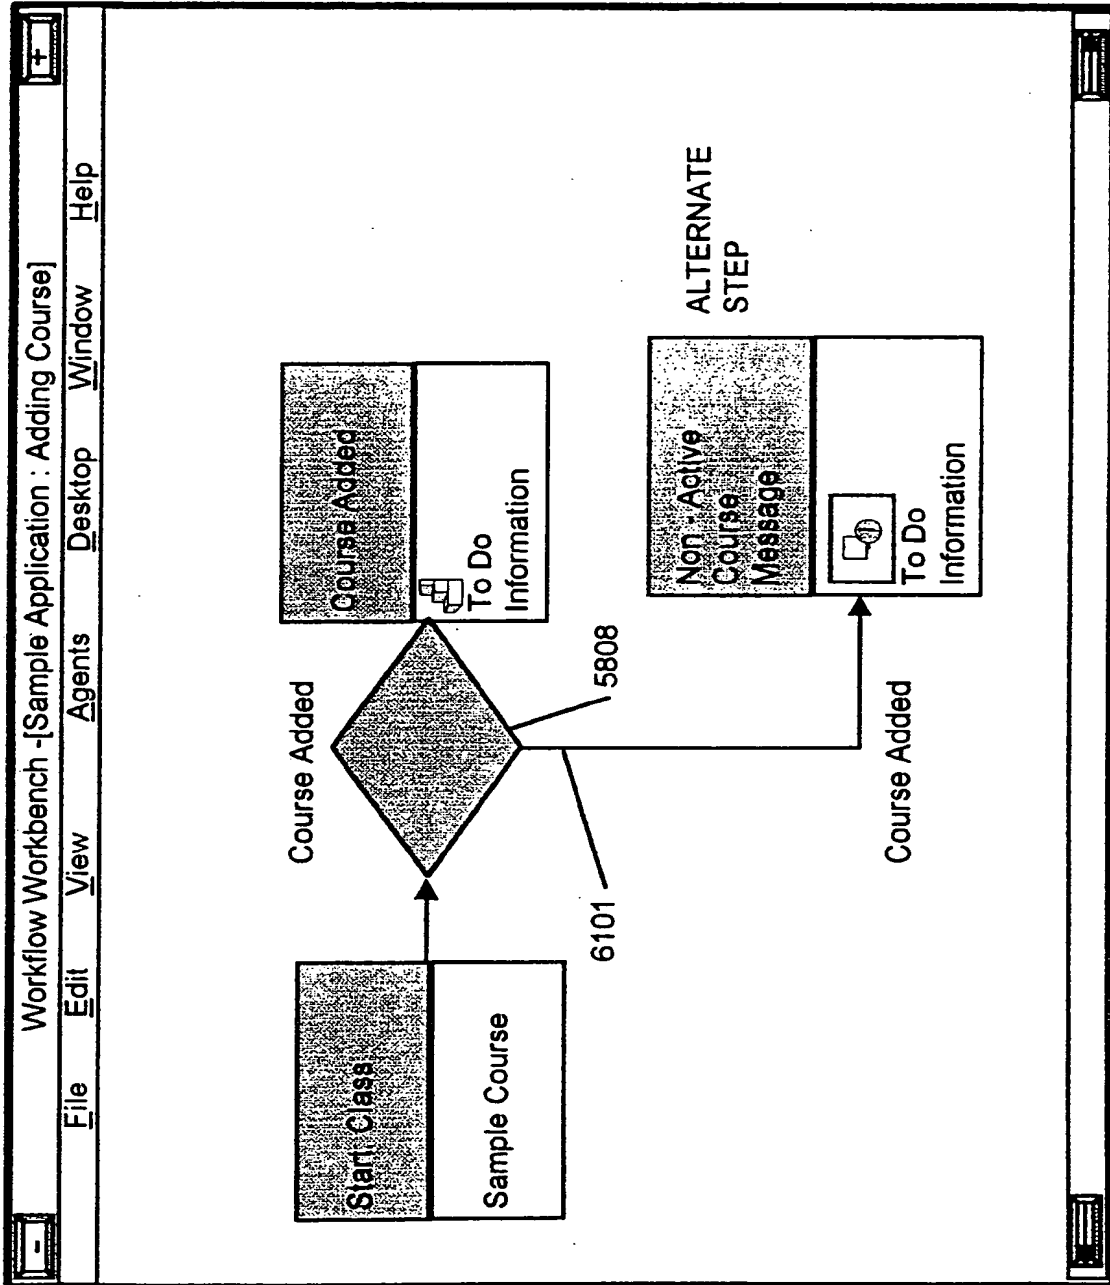 Workflow Workbench -[Sample Application : Adding Course]
File Edit View Agents Desktop Window Help
Start Class
Sample Course
Course Added
Course Added
To Do
Information
5808
6101
Non - Active
Course
Message
To Do
Information
ALTERNATE
STEP
Course Added